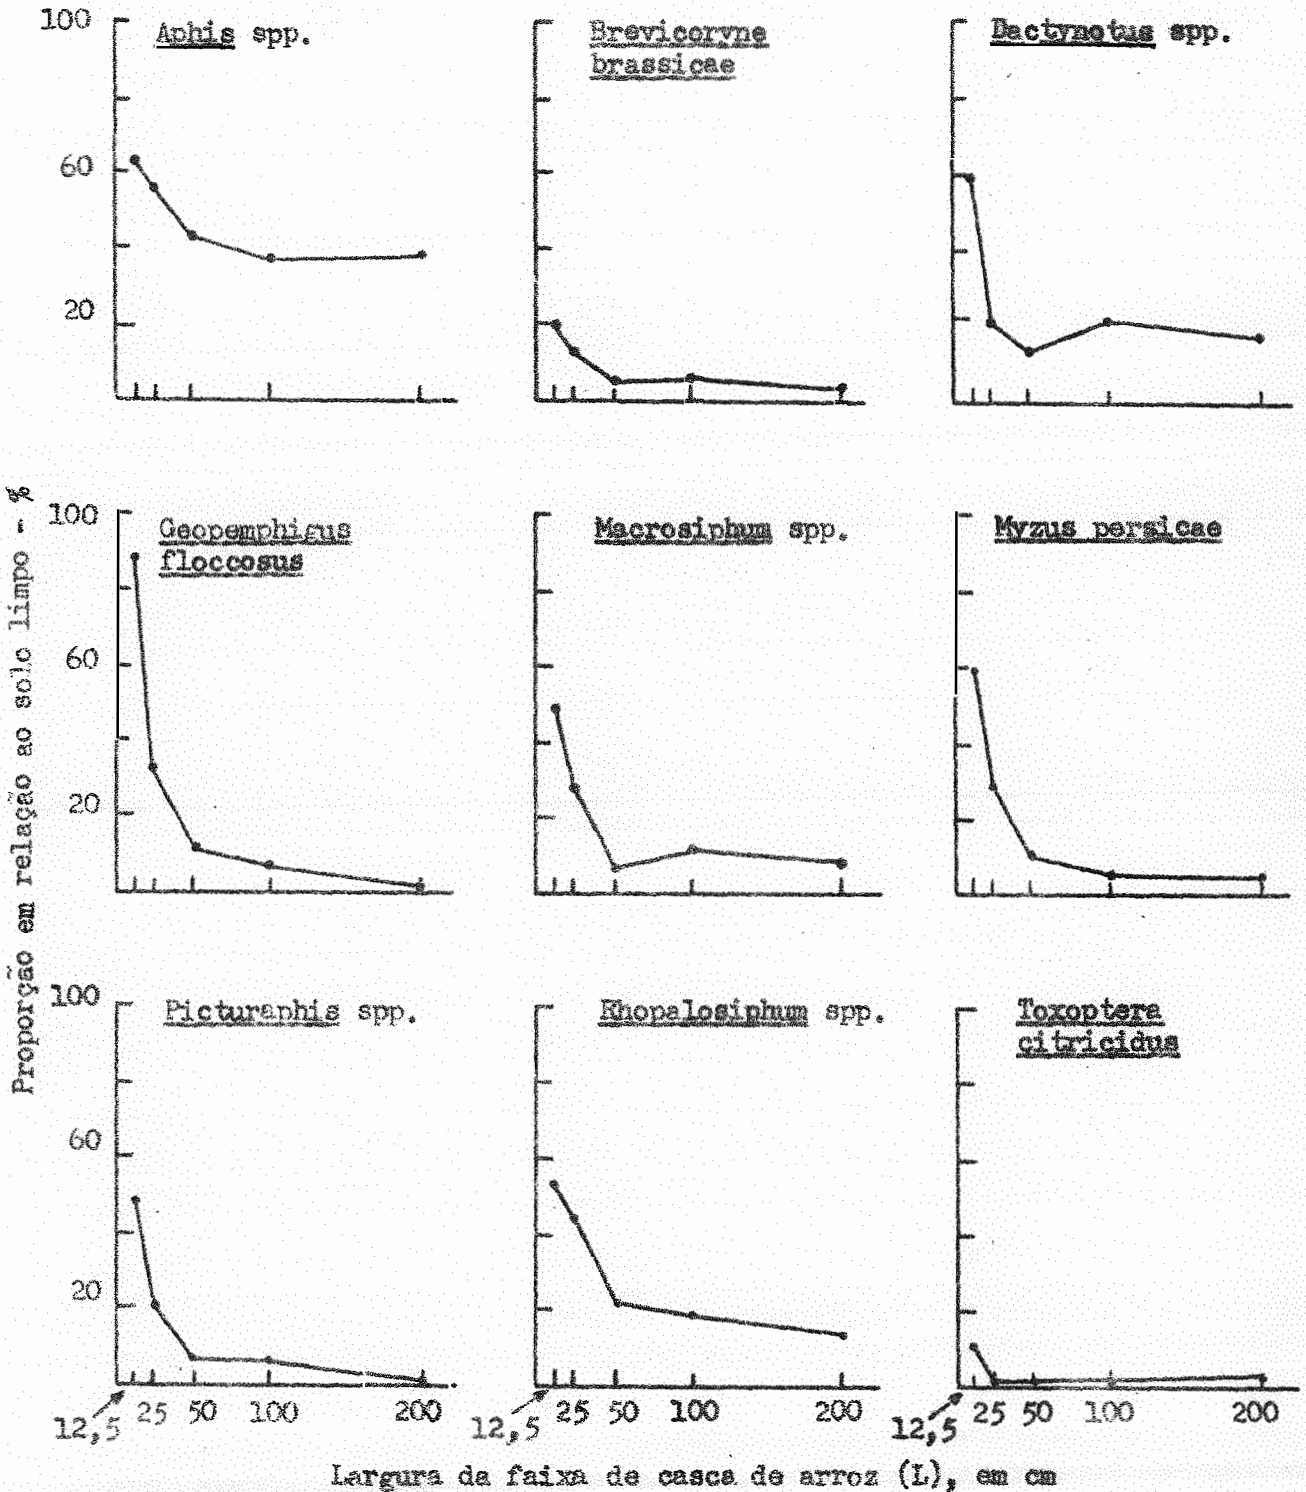 100
Aphis spp.
60
20
Brevicoryne
brassicae
Dactynotus spp.
Proporção em relação ao solo limpo - %
100
Geopemphigus
floccosus
60
20
Macrosiphum spp.
Myzus persicae
100
Picturaphis spp.
60
20
12,5 25 50 100 200
Rhopalosiphum spp.
12,5 25 50 100 200
Toxoptera
citricidus
12,5 25 50 100 200
Largura da faixa de casca de arroz (L), em cm